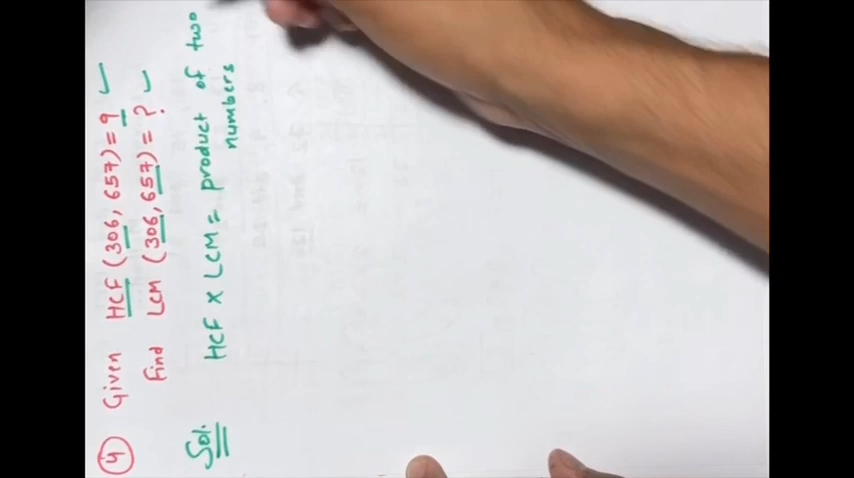 4 Given HCF (306, 657) = 9
Find LCM (306, 657) = ?
Sol. HCF X LCM = product of two
numbers